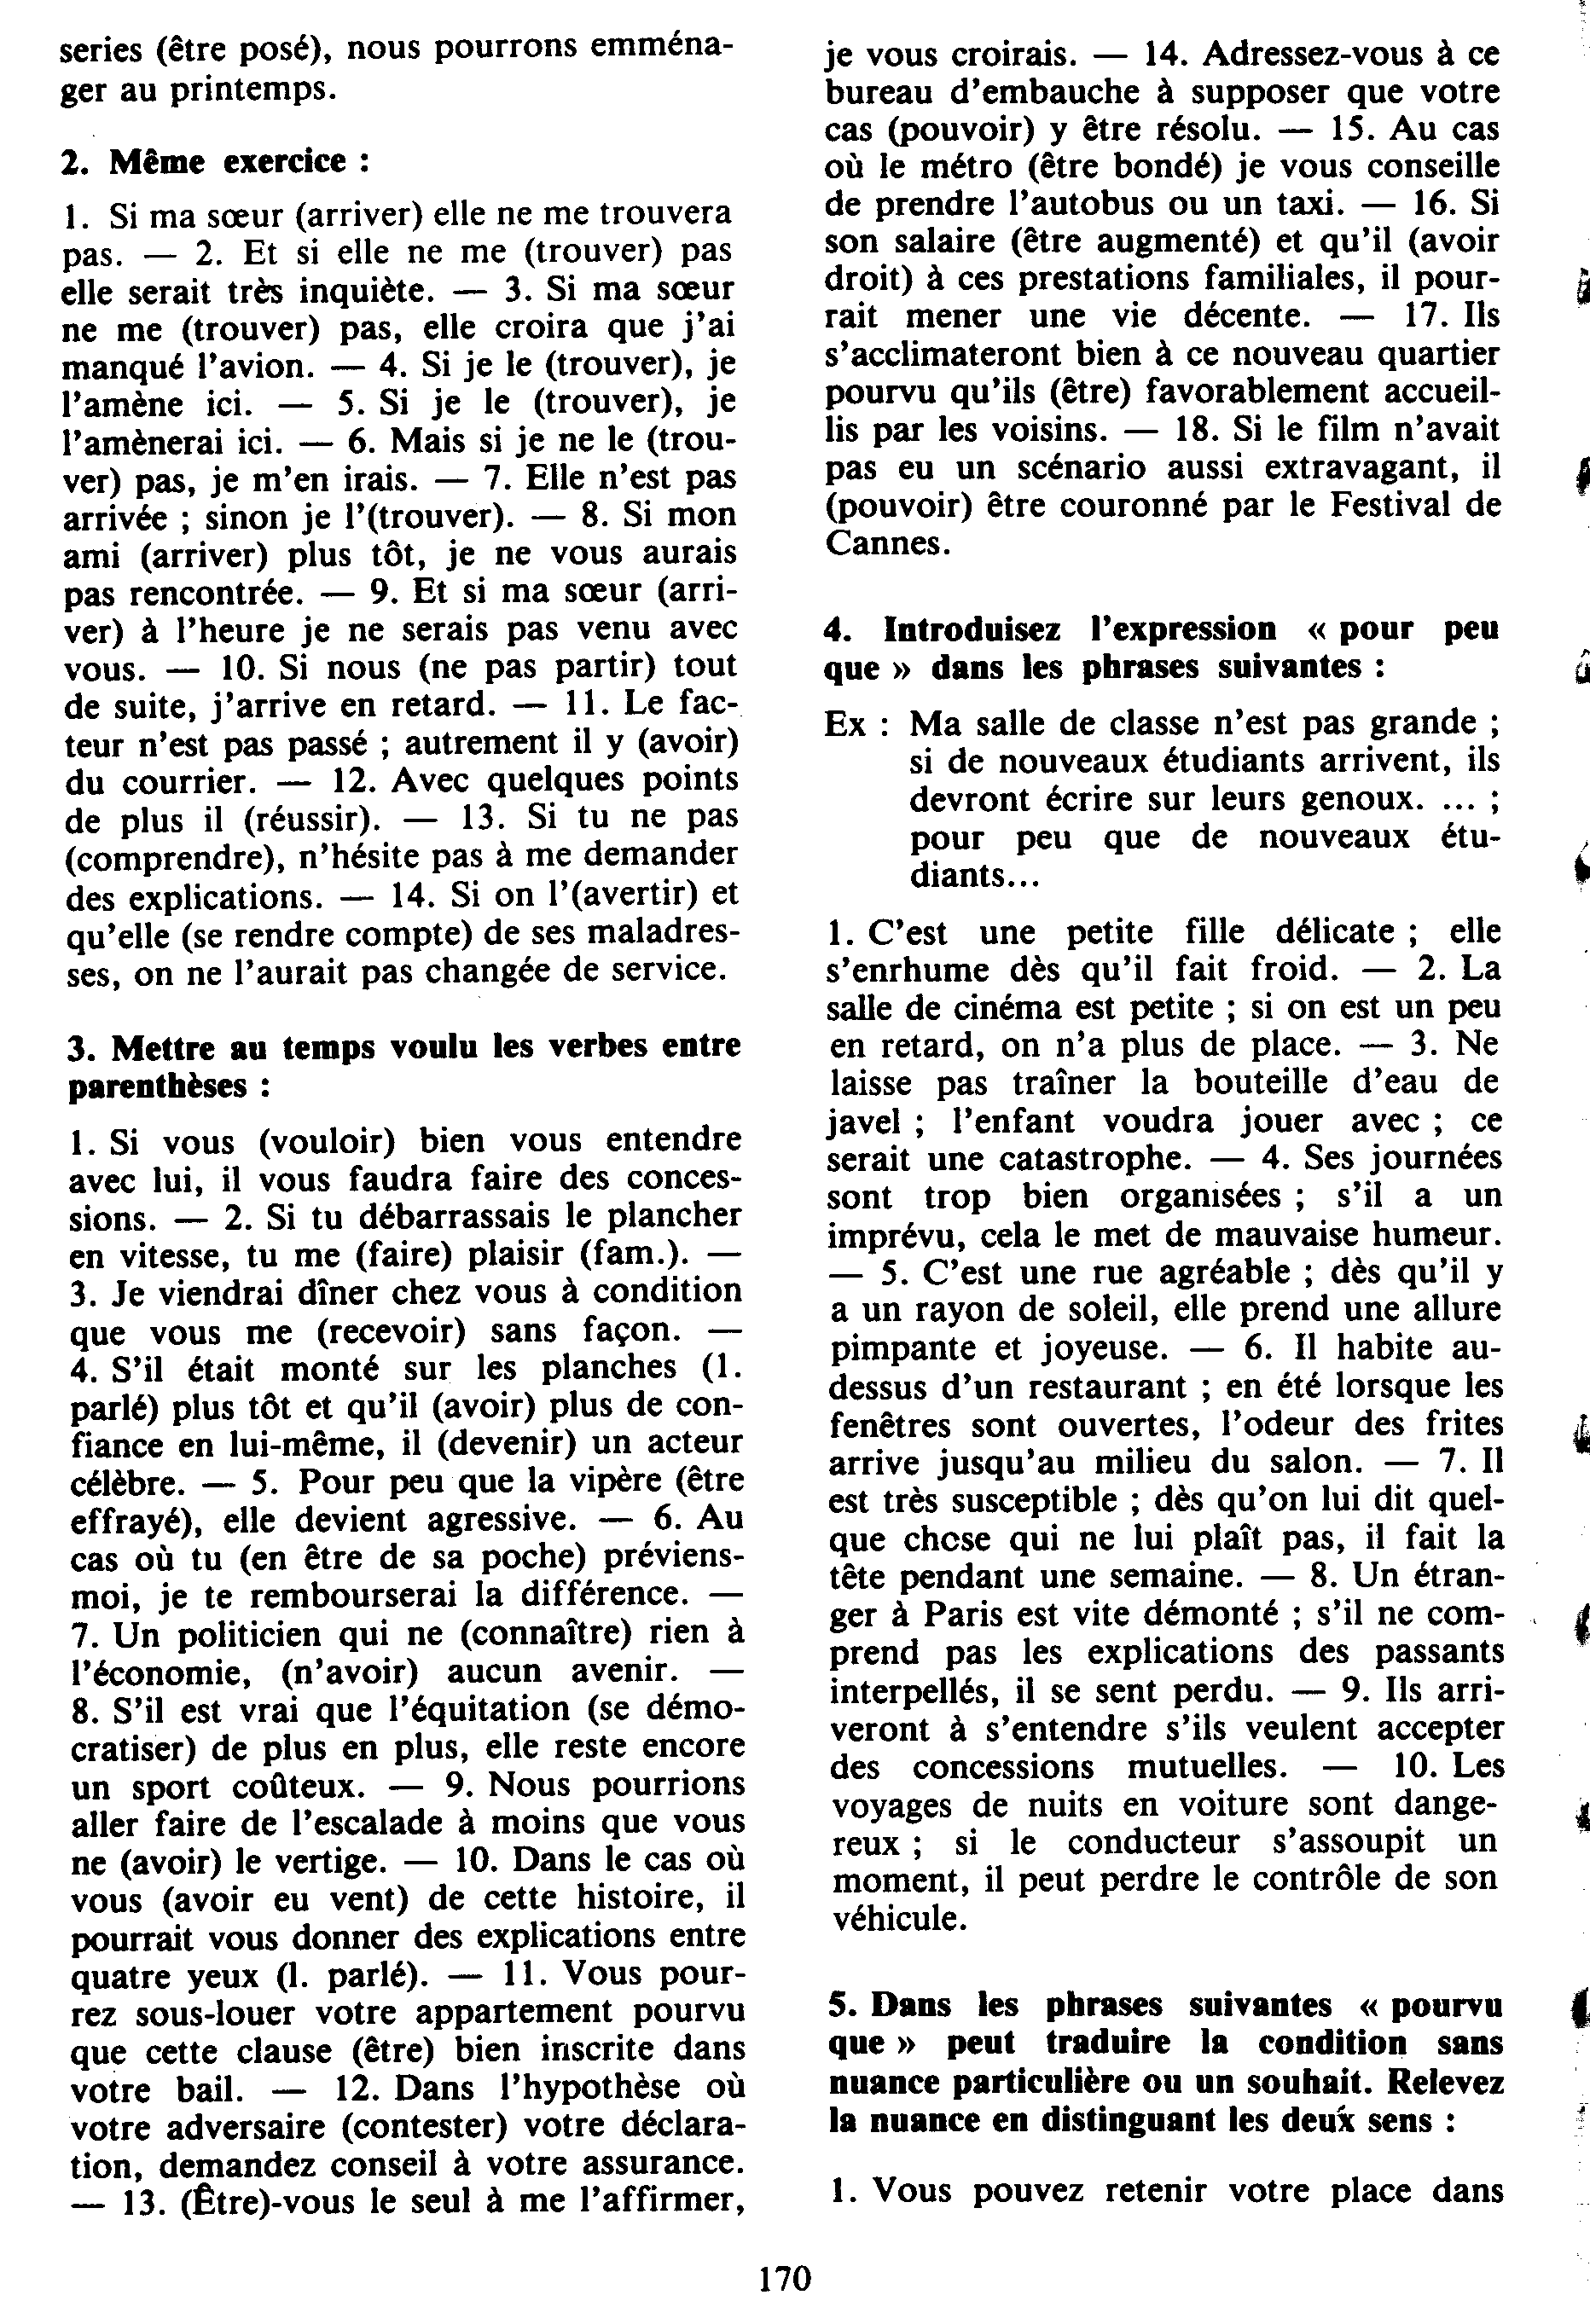 series (être posé), nous pourrons emména-
ger au printemps.
2. Même exercice :
1. Si ma sœur (arriver) elle ne me trouvera
pas. — 2. Et si elle ne me (trouver) pas
elle serait très inquiète. — 3. Si ma sœur
ne me (trouver) pas, elle croira que j'ai
manqué l'avion. — 4. Si je le (trouver), je
l'amène ici. — 5. Si je le (trouver), je
l'amènerai ici. — 6. Mais si je ne le (trou-
ver) pas, je m'en irais. — 7. Elle n'est pas
arrivée ; sinon je l'(trouver). — 8. Si mon
ami (arriver) plus tôt, je ne vous aurais
pas rencontrée. — 9. Et si ma sœur (arri-
ver) à l'heure je ne serais pas venu avec
vous. — 10. Si nous (ne pas partir) tout
de suite, j'arrive en retard. — 11. Le fac-
teur n'est pas passé ; autrement il y (avoir)
du courrier. — 12. Avec quelques points
de plus il (réussir). — 13. Si tu ne pas
(comprendre), n'hésite pas à me demander
des explications. — 14. Si on l'(avertir) et
qu'elle (se rendre compte) de ses maladres-
ses, on ne l'aurait pas changée de service.
3. Mettre au temps voulu les verbes entre
parenthèses :
1. Si vous (vouloir) bien vous entendre
avec lui, il vous faudra faire des conces-
sions. — 2. Si tu débarrassais le plancher
en vitesse, tu me (faire) plaisir (fam.). —
3. Je viendrai dîner chez vous à condition
que vous me (recevoir) sans façon. —
4. S'il était monté sur les planches (l.
parlé) plus tôt et qu'il (avoir) plus de con-
fiance en lui-même, il (devenir) un acteur
célèbre. — 5. Pour peu que la vipère (être
effrayé), elle devient agressive. — 6. Au
cas où tu (en être de sa poche) préviens-
moi, je te rembourserai la différence. —
7. Un politicien qui ne (connaître) rien à
l'économie, (n'avoir) aucun avenir. —
8. S'il est vrai que l'équitation (se démo-
cratiser) de plus en plus, elle reste encore
un sport coûteux. — 9. Nous pourrions
aller faire de l'escalade à moins que vous
ne (avoir) le vertige. — 10. Dans le cas où
vous (avoir eu vent) de cette histoire, il
pourrait vous donner des explications entre
quatre yeux (l. parlé). — 11. Vous pour-
rez sous-louer votre appartement pourvu
que cette clause (être) bien inscrite dans
votre bail. — 12. Dans l'hypothèse où
votre adversaire (contester) votre déclara-
tion, demandez conseil à votre assurance.
— 13. (Être)-vous le seul à me l'affirmer,
je vous croirais. — 14. Adressez-vous à ce
bureau d'embauche à supposer que votre
cas (pouvoir) y être résolu. — 15. Au cas
où le métro (être bondé) je vous conseille
de prendre l'autobus ou un taxi. — 16. Si
son salaire (être augmenté) et qu'il (avoir
droit) à ces prestations familiales, il pour-
rait mener une vie décente. — 17. Ils
s'acclimateront bien à ce nouveau quartier
pourvu qu'ils (être) favorablement accueil-
lis par les voisins. — 18. Si le film n'avait
pas eu un scénario aussi extravagant, il
(pouvoir) être couronné par le Festival de
Cannes.
4. Introduisez l'expression « pour peu
que » dans les phrases suivantes :
Ex : Ma salle de classe n'est pas grande ;
si de nouveaux étudiants arrivent, ils
devront écrire sur leurs genoux. ... ;
pour peu que de nouveaux étu-
diants...
1. C'est une petite fille délicate ; elle
s'enrhume dès qu'il fait froid. — 2. La
salle de cinéma est petite ; si on est un peu
en retard, on n'a plus de place. — 3. Ne
laisse pas traîner la bouteille d'eau de
javel ; l'enfant voudra jouer avec ; ce
serait une catastrophe. — 4. Ses journées
sont trop bien organisées ; s'il a un
imprévu, cela le met de mauvaise humeur.
— 5. C'est une rue agréable ; dès qu'il y
a un rayon de soleil, elle prend une allure
pimpante et joyeuse. — 6. Il habite au-
dessus d'un restaurant ; en été lorsque les
fenêtres sont ouvertes, l'odeur des frites
arrive jusqu'au milieu du salon. — 7. Il
est très susceptible ; dès qu'on lui dit quel-
que chose qui ne lui plaît pas, il fait la
tête pendant une semaine. — 8. Un étran-
ger à Paris est vite démonté ; s'il ne com-
prend pas les explications des passants
interpellés, il se sent perdu. — 9. Ils arri-
veront à s'entendre s'ils veulent accepter
des concessions mutuelles. — 10. Les
voyages de nuits en voiture sont dange-
reux ; si le conducteur s'assoupit un
moment, il peut perdre le contrôle de son
véhicule.
5. Dans les phrases suivantes « pourvu
que » peut traduire la condition sans
nuance particulière ou un souhait. Relevez
la nuance en distinguant les deux sens :
1. Vous pouvez retenir votre place dans
170